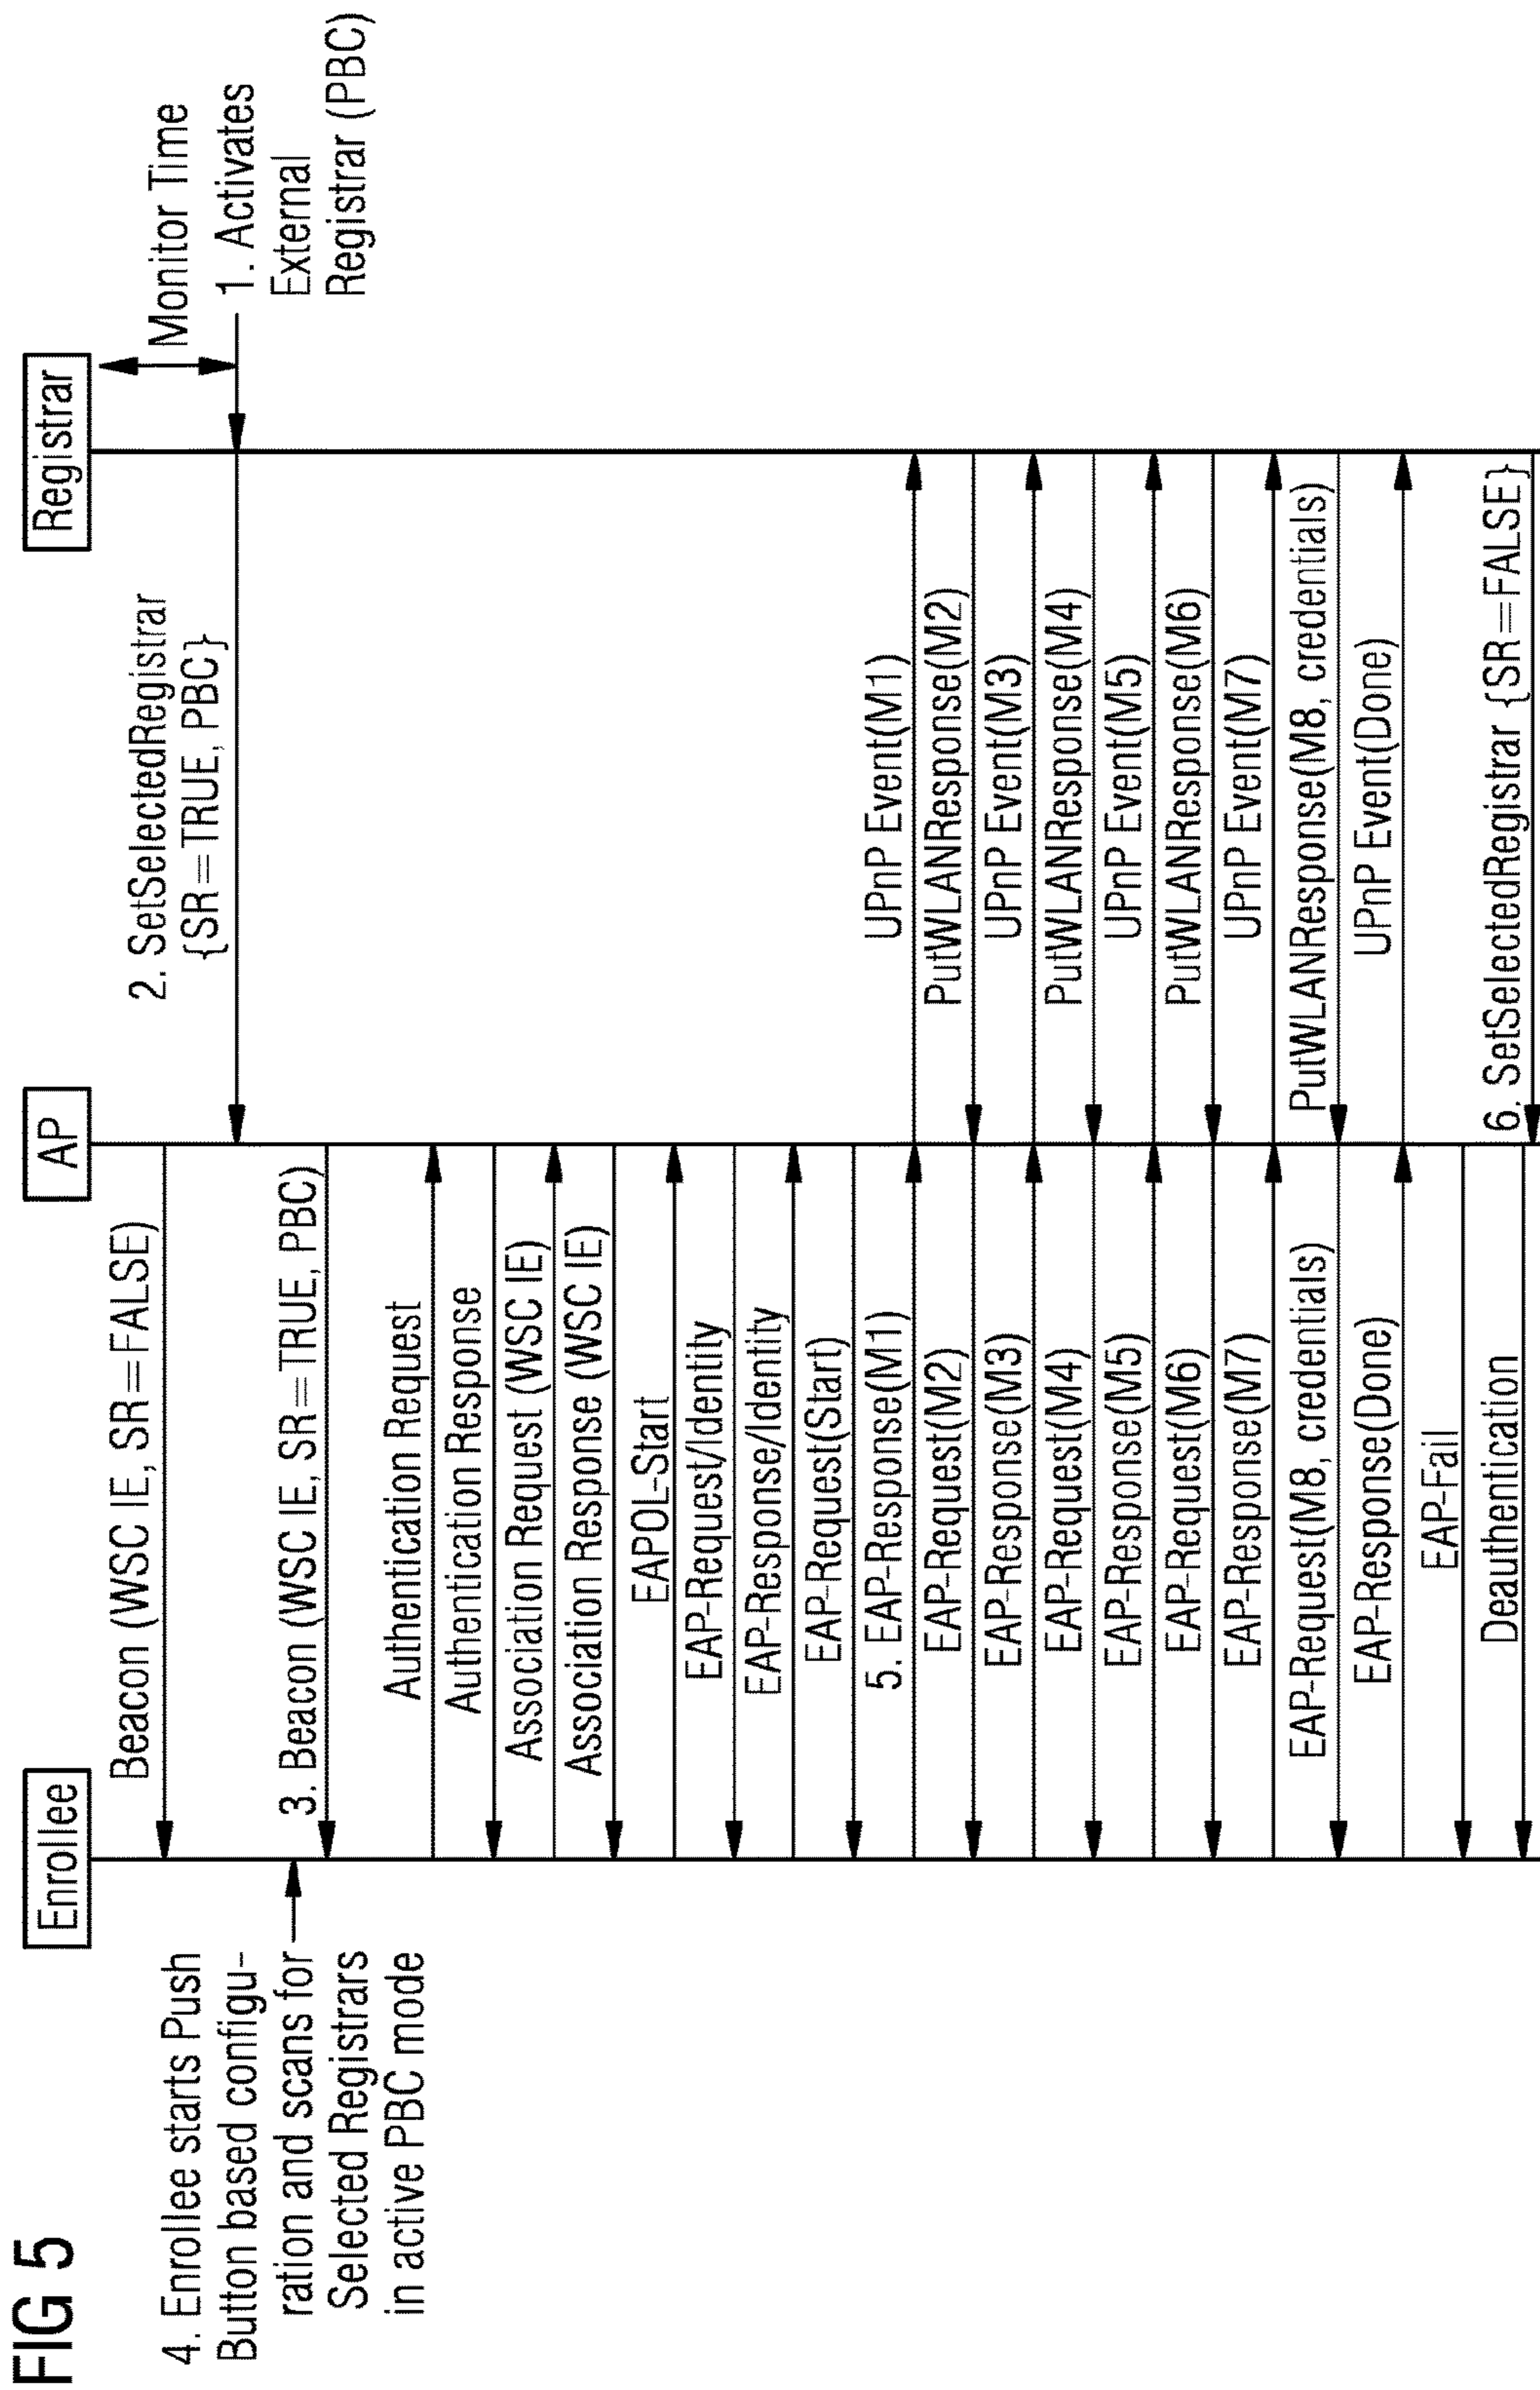 FIG 5
Enrollee
AP
Registrar
Monitor Time
1. Activates
External
Registrar (PBC)
Beacon (WSC IE, SR=FALSE)
2. SetSelectedRegistrar
{SR=TRUE, PBC}
4. Enrollee starts Push
Button based configu-
ration and scans for
Selected Registrars
in active PBC mode
3. Beacon (WSC IE, SR=TRUE, PBC)
Authentication Request
Authentication Response
Association Request (WSC IE)
Association Response (WSC IE)
EAPOL-Start
EAP-Request/Identity
EAP-Response/Identity
EAP-Request(Start)
5. EAP-Response(M1)
UPnP Event(M1)
EAP-Request(M2)
PutWLANResponse(M2)
EAP-Response(M3)
UPnP Event(M3)
EAP-Request(M4)
PutWLANResponse(M4)
EAP-Response(M5)
UPnP Event(M5)
EAP-Request(M6)
PutWLANResponse(M6)
EAP-Response(M7)
UPnP Event(M7)
EAP-Request(M8, credentials)
PutWLANResponse(M8, credentials)
EAP-Response(Done)
UPnP Event(Done)
EAP-Fail
Deauthentication
6. SetSelectedRegistrar {SR=FALSE}